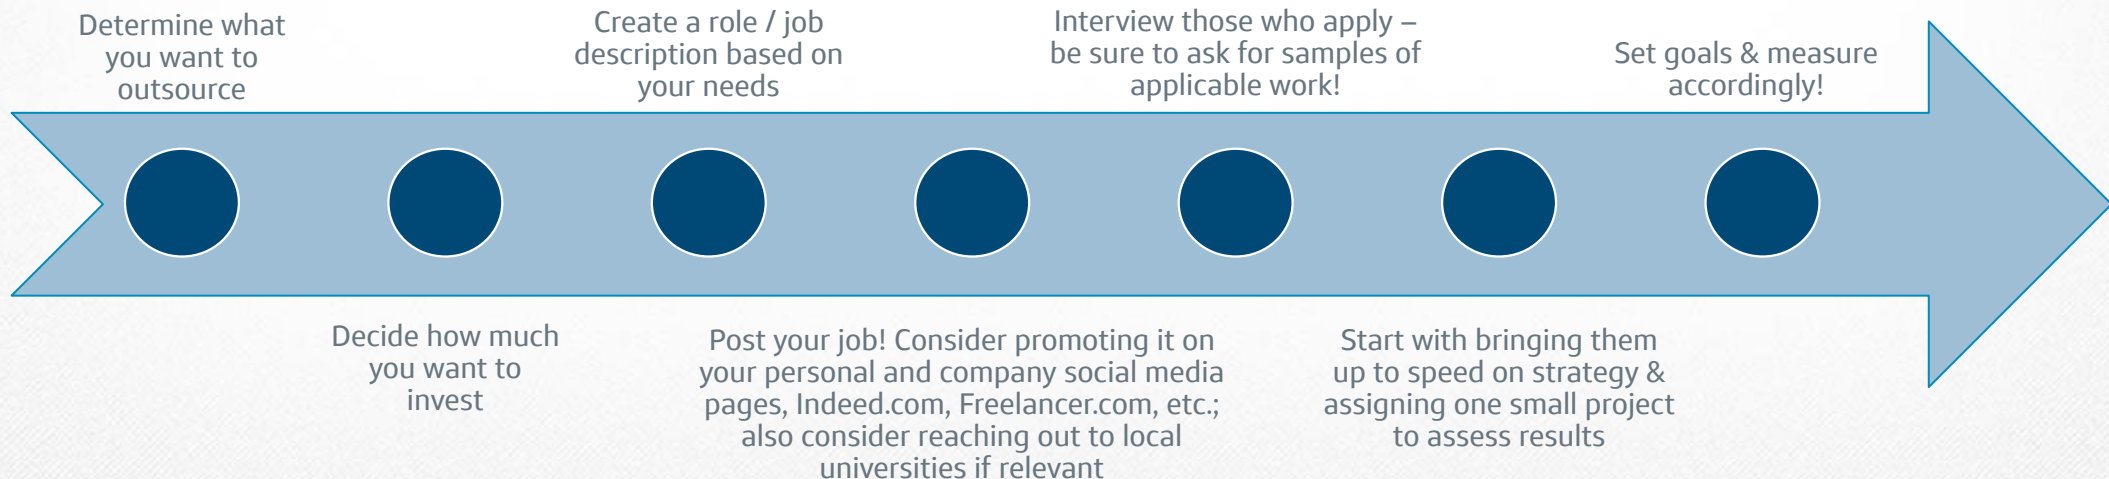 Determine what
you want to
outsource
Decide how much
you want to
invest
Create a role / job
description based on
your needs
Post your job! Consider promoting it on
your personal and company social media
pages, Indeed.com, Freelancer.com, etc.;
also consider reaching out to local
universities if relevant
Interview those who apply –
be sure to ask for samples of
applicable work!
Start with bringing them
up to speed on strategy &
assigning one small project
to assess results
Set goals & measure
accordingly!